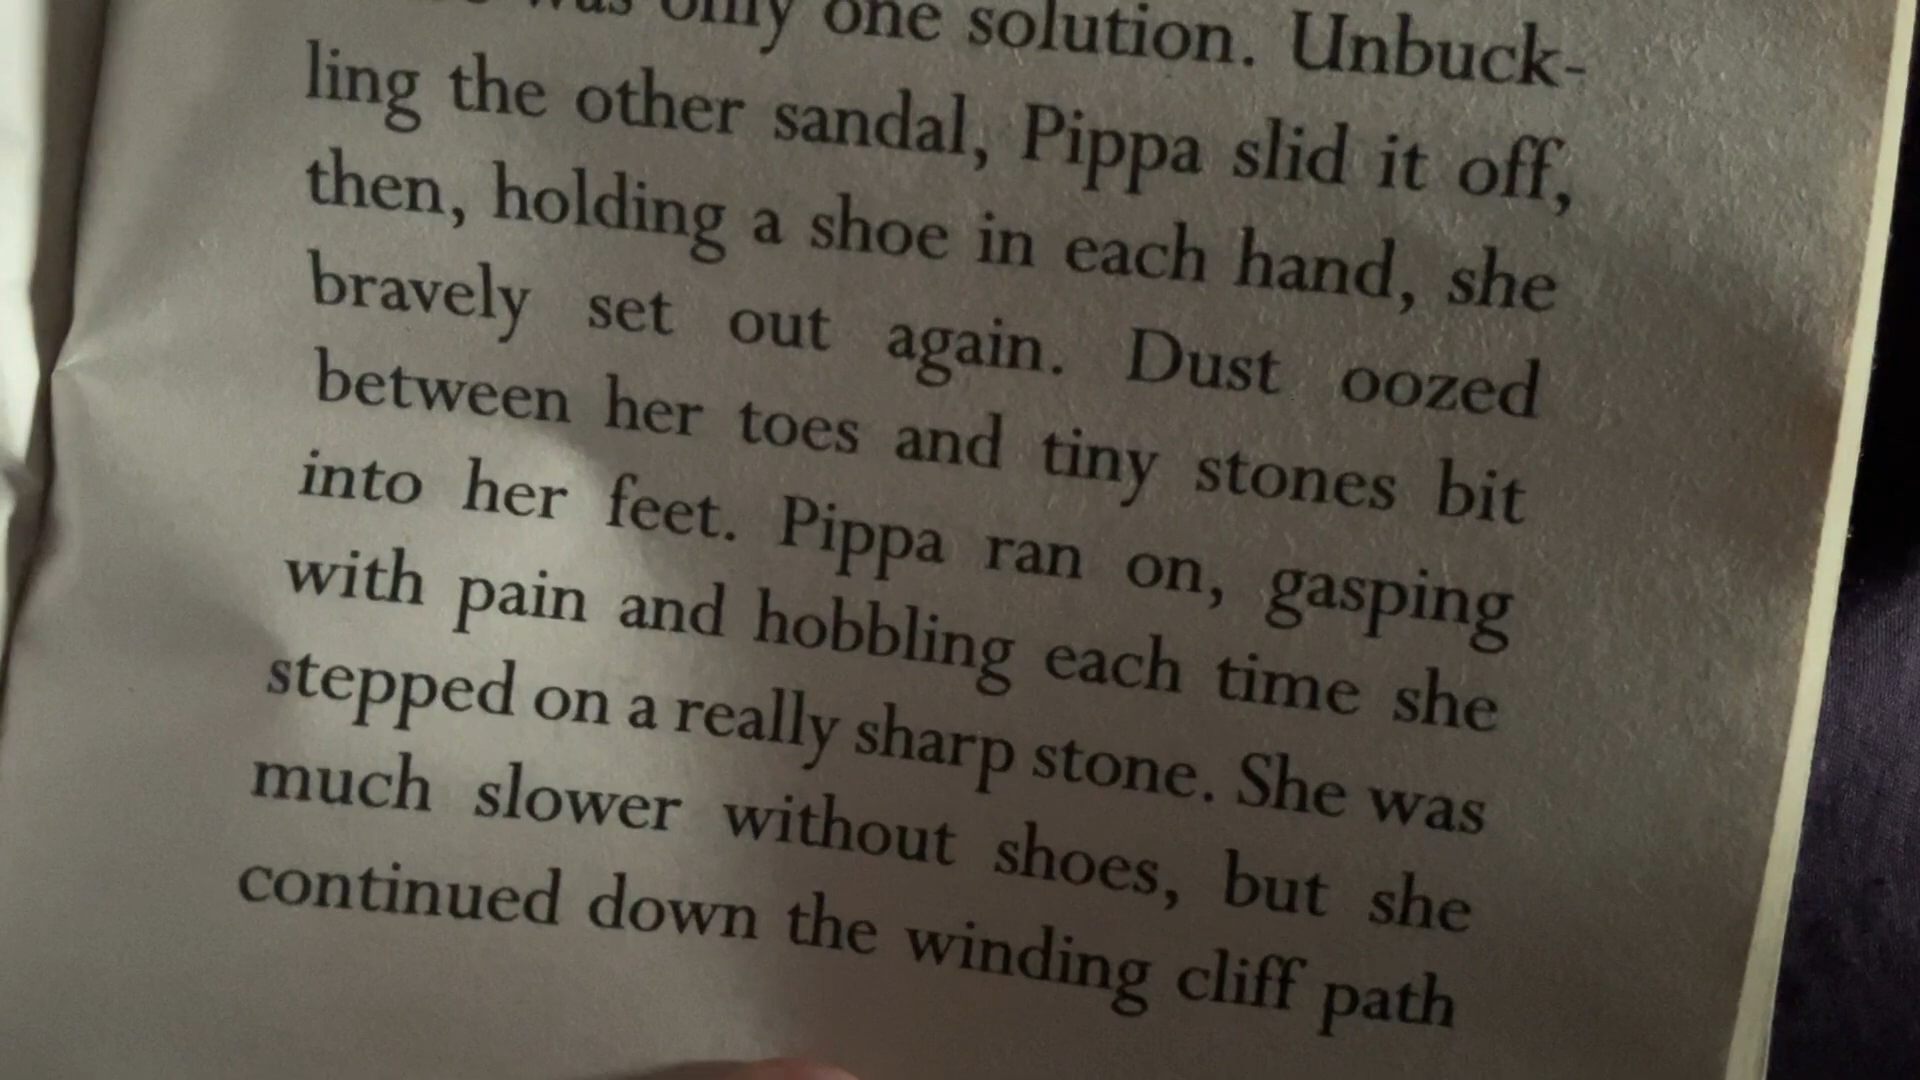 was only one solution. Unbuck-
ling the other sandal, Pippa slid it off,
then, holding a shoe in each hand, she
bravely set out again. Dust oozed
between her toes and tiny stones bit
into her feet. Pippa ran on, gasping
with pain and hobbling each time she
stepped on a really sharp stone. She was
much slower without shoes, but she
continued down the winding cliff path